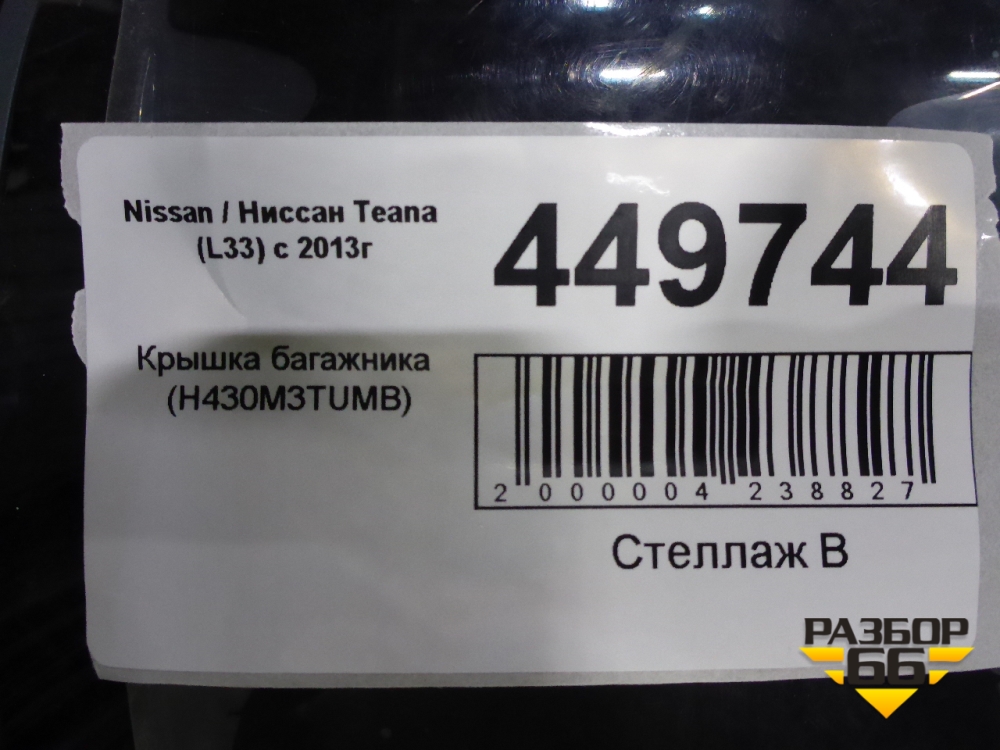 Nissan / Ниссан Teana
(L33) с 2013г
449744
Крышка багажника
(H430M3TUMB)
2 000004 238827
Стеллаж В
РАЗБОР
66